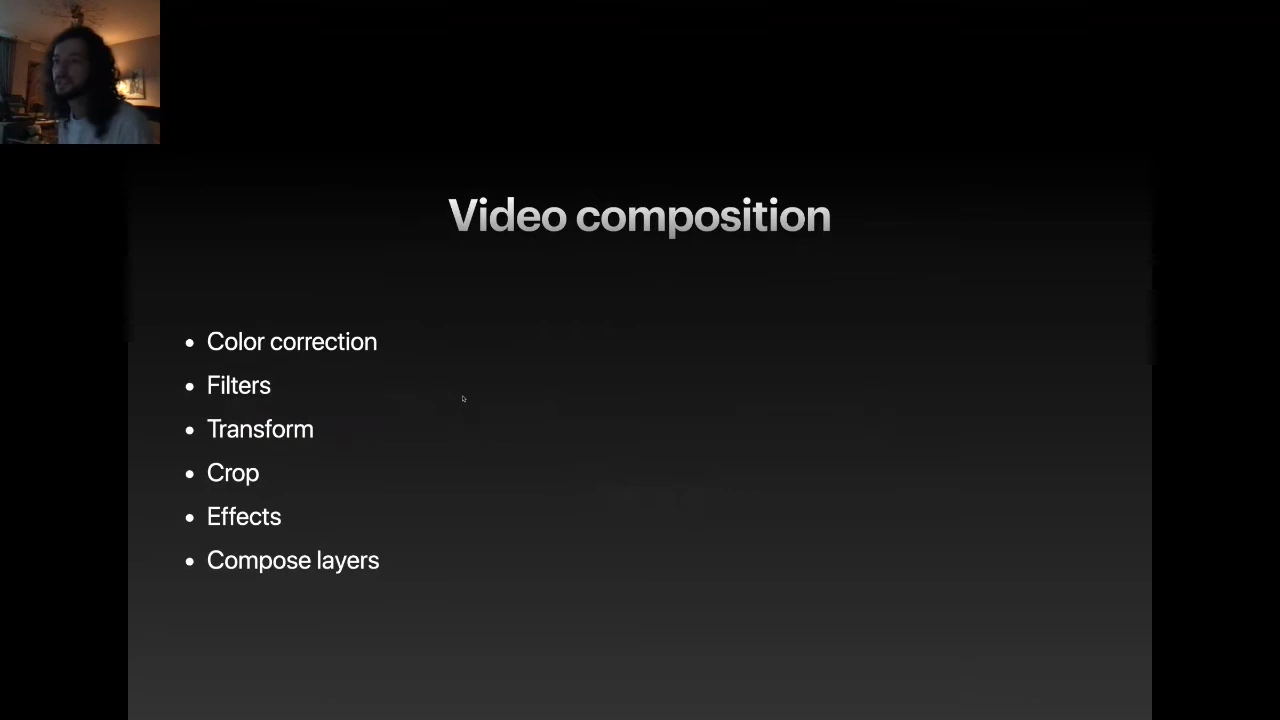 Video composition
• Color correction
• Filters
• Transform
• Crop
• Effects
• Compose layers